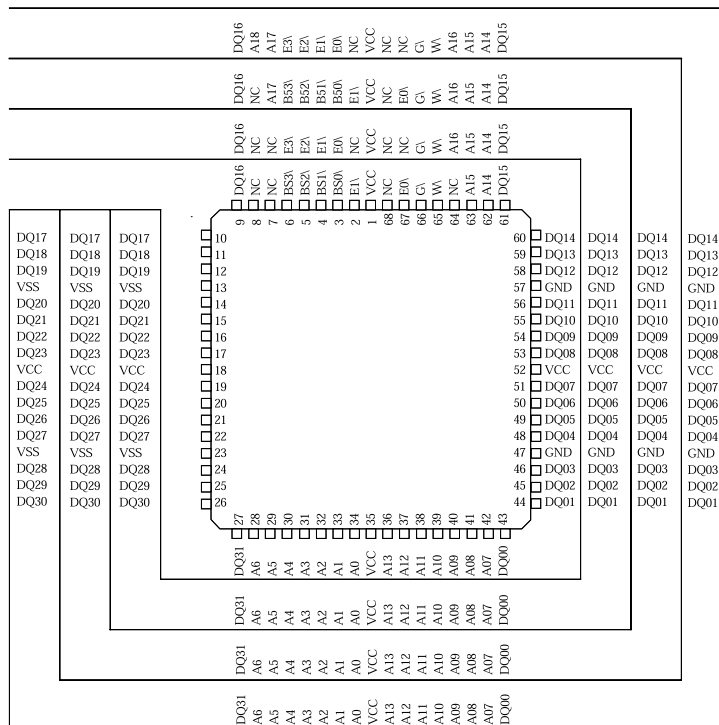 DQ16 A18 A17 E3\ E2\ E1\ E0\ NC VCC NC NC G\ W\ A16 A15 A14 DQ15
DQ16 NC A17 B53\ B52\ B51\ B50\ E1\ VCC NC E0\ G\ W\ A16 A15 A14 DQ15
DQ16 NC NC E3\ E2\ E1\ E0\ NC VCC NC NC G\ W\ A16 A15 A14 DQ15
DQ16 NC NC BS3\ BS2\ BS1\ BS0\ E1\ VCC NC E0\ G\ W\ NC A15 A14 DQ15
9 8 7 6 5 4 3 2 1 68 67 66 65 64 63 62 61
DQ17 DQ17 DQ17 10 60 DQ14 DQ14 DQ14 DQ14
DQ18 DQ18 DQ18 11 59 DQ13 DQ13 DQ13 DQ13
DQ19 DQ19 DQ19 12 58 DQ12 DQ12 DQ12 DQ12
VSS VSS VSS 13 57 GND GND GND GND
DQ20 DQ20 DQ20 14 56 DQ11 DQ11 DQ11 DQ11
DQ21 DQ21 DQ21 15 55 DQ10 DQ10 DQ10 DQ10
DQ22 DQ22 DQ22 16 54 DQ09 DQ09 DQ09 DQ09
DQ23 DQ23 DQ23 17 53 DQ08 DQ08 DQ08 DQ08
VCC VCC VCC 18 52 VCC VCC VCC VCC
DQ24 DQ24 DQ24 19 51 DQ07 DQ07 DQ07 DQ07
DQ25 DQ25 DQ25 20 50 DQ06 DQ06 DQ06 DQ06
DQ26 DQ26 DQ26 21 49 DQ05 DQ05 DQ05 DQ05
DQ27 DQ27 DQ27 22 48 DQ04 DQ04 DQ04 DQ04
VSS VSS VSS 23 47 GND GND GND GND
DQ28 DQ28 DQ28 24 46 DQ03 DQ03 DQ03 DQ03
DQ29 DQ29 DQ29 25 45 DQ02 DQ02 DQ02 DQ02
DQ30 DQ30 DQ30 26 44 DQ01 DQ01 DQ01 DQ01
27 28 29 30 31 32 33 34 35 36 37 38 39 40 41 42 43
DQ31 A6 A5 A4 A3 A2 A1 A0 VCC A13 A12 A11 A10 A09 A08 A07 DQ00
DQ31 A6 A5 A4 A3 A2 A1 A0 VCC A13 A12 A11 A10 A09 A08 A07 DQ00
DQ31 A6 A5 A4 A3 A2 A1 A0 VCC A13 A12 A11 A10 A09 A08 A07 DQ00
DQ31 A6 A5 A4 A3 A2 A1 A0 VCC A13 A12 A11 A10 A09 A08 A07 DQ00